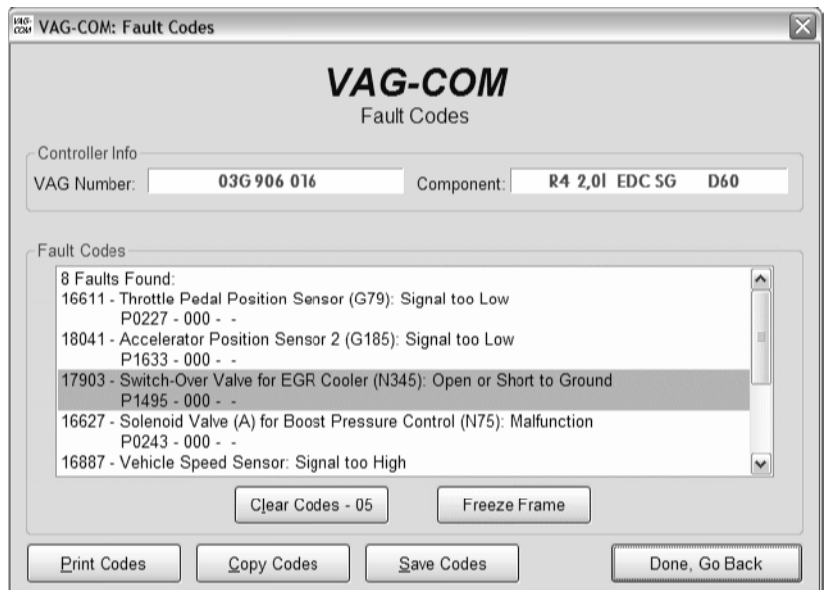 VAG-COM VAG-COM: Fault Codes
VAG-COM
Fault Codes
Controller Info
VAG Number: 03G 906 016 Component: R4 2,0l EDC SG D60
Fault Codes
8 Faults Found:
16611 - Throttle Pedal Position Sensor (G79): Signal too Low
P0227 - 000 - -
18041 - Accelerator Position Sensor 2 (G185): Signal too Low
P1633 - 000 - -
17903 - Switch-Over Valve for EGR Cooler (N345): Open or Short to Ground
P1495 - 000 - -
16627 - Solenoid Valve (A) for Boost Pressure Control (N75): Malfunction
P0243 - 000 - -
16887 - Vehicle Speed Sensor: Signal too High
Clear Codes - 05 Freeze Frame
Print Codes Copy Codes Save Codes Done, Go Back